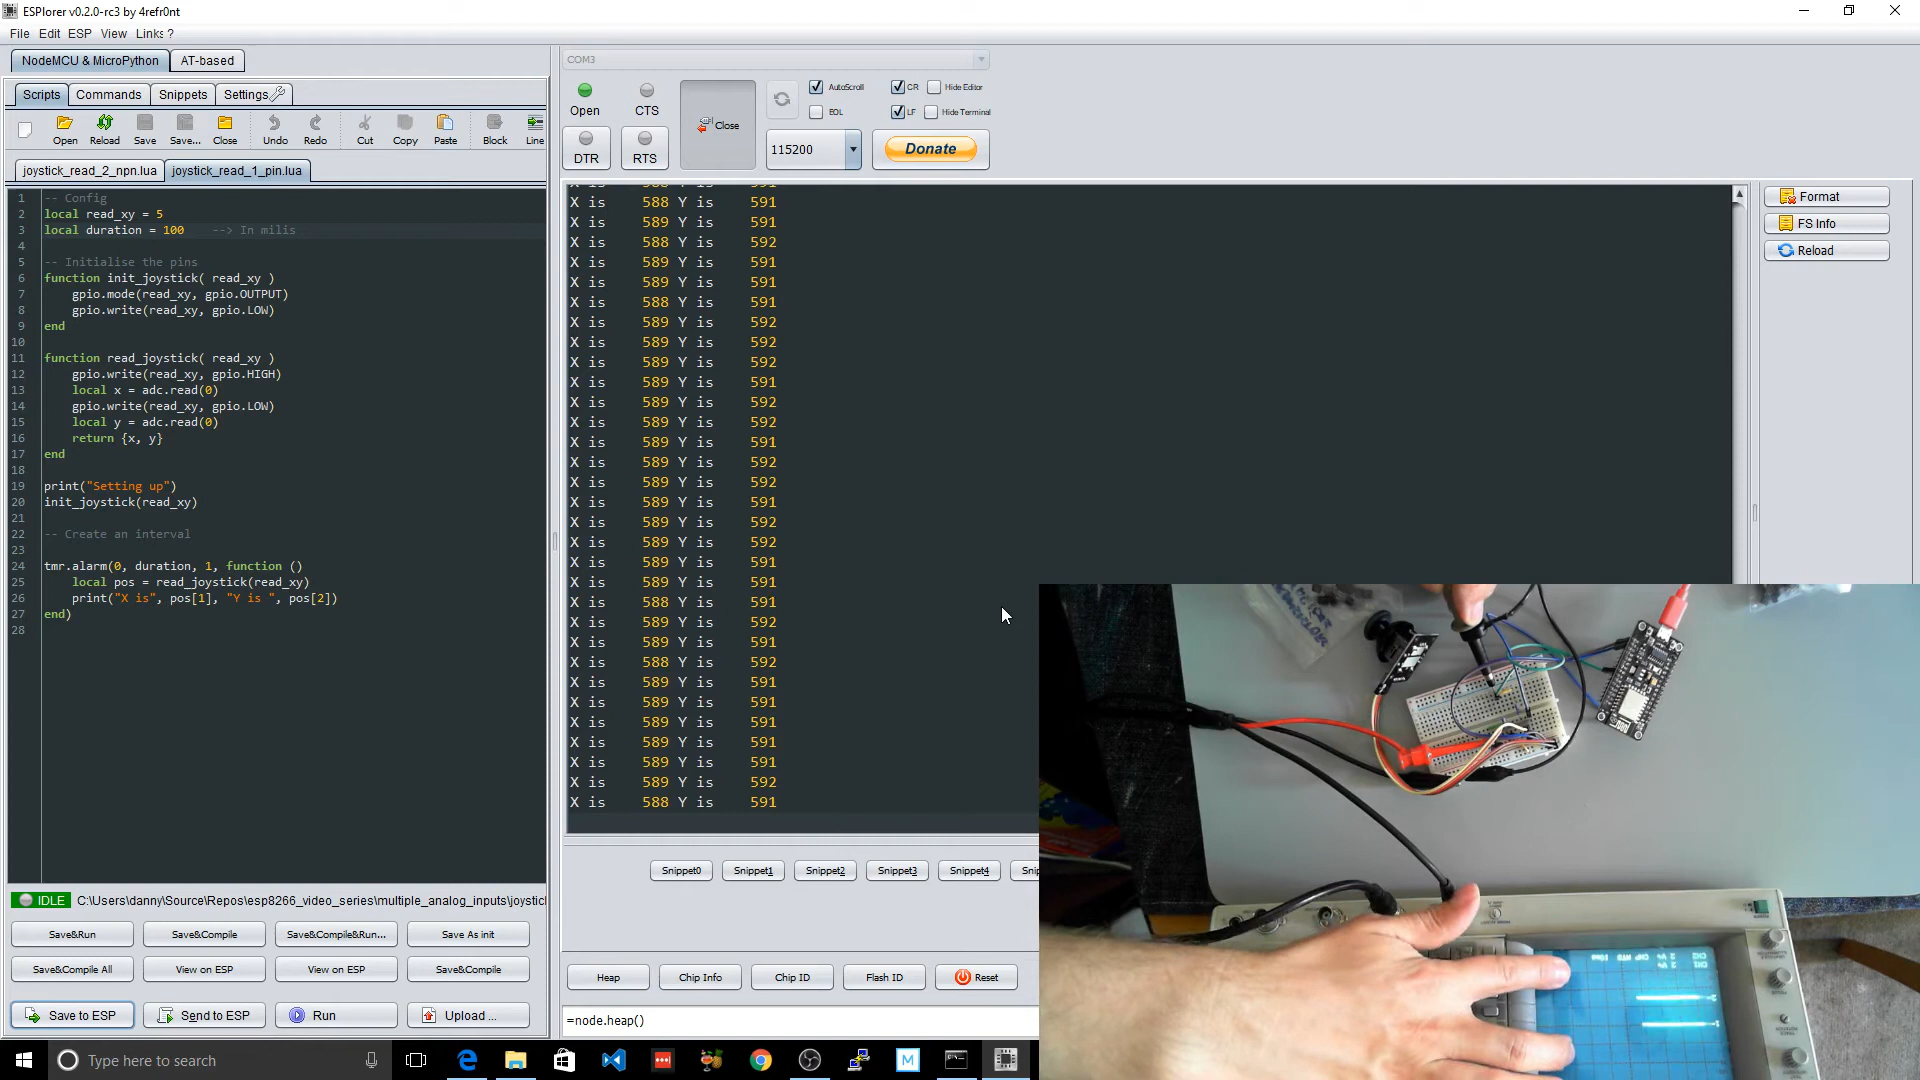 ESPlorer v0.2.0-rc3 by 4refr0nt
File Edit ESP View Links ?
NodeMCU & MicroPython AT-based
Scripts Commands Snippets Settings
Open Reload Save Save... Close Undo Redo Cut Copy Paste Block Line
joystick_read_2_npn.lua joystick_read_1_pin.lua
1 -- Config
2 local read_xy = 5
3 local duration = 100 --> In milis
4
5 -- Initialise the pins
6 function init_joystick( read_xy )
7 gpio.mode(read_xy, gpio.OUTPUT)
8 gpio.write(read_xy, gpio.LOW)
9 end
10
11 function read_joystick( read_xy )
12 gpio.write(read_xy, gpio.HIGH)
13 local x = adc.read(0)
14 gpio.write(read_xy, gpio.LOW)
15 local y = adc.read(0)
16 return {x, y}
17 end
18
19 print("Setting up")
20 init_joystick(read_xy)
21
22 -- Create an interval
23
24 tmr.alarm(0, duration, 1, function ()
25 local pos = read_joystick(read_xy)
26 print("X is", pos[1], "Y is ", pos[2])
27 end)
28
IDLE C:\Users\danny\Source\Repos\esp8266_video_series\multiple_analog_inputs\joystic
Save&Run Save&Compile Save&Compile&Run... Save As init
Save&Compile All View on ESP View on ESP Save&Compile
Save to ESP Send to ESP Run Upload ...
COM3
Open CTS Close AutoScroll CR Hide Editor
EOL LF Hide Terminal
DTR RTS 115200 Donate
X is 588 Y is 591
X is 589 Y is 591
X is 588 Y is 592
X is 589 Y is 591
X is 589 Y is 591
X is 588 Y is 591
X is 589 Y is 592
X is 589 Y is 592
X is 589 Y is 592
X is 589 Y is 591
X is 589 Y is 592
X is 589 Y is 592
X is 589 Y is 591
X is 589 Y is 592
X is 589 Y is 592
X is 589 Y is 591
X is 589 Y is 592
X is 589 Y is 592
X is 589 Y is 591
X is 589 Y is 591
X is 588 Y is 591
X is 589 Y is 592
X is 589 Y is 591
X is 588 Y is 592
X is 589 Y is 591
X is 589 Y is 591
X is 589 Y is 591
X is 589 Y is 591
X is 589 Y is 591
X is 589 Y is 592
X is 588 Y is 591
Format
FS Info
Reload
Snippet0 Snippet1 Snippet2 Snippet3 Snippet4 Snip
Heap Chip Info Chip ID Flash ID Reset
=node.heap()
Type here to search